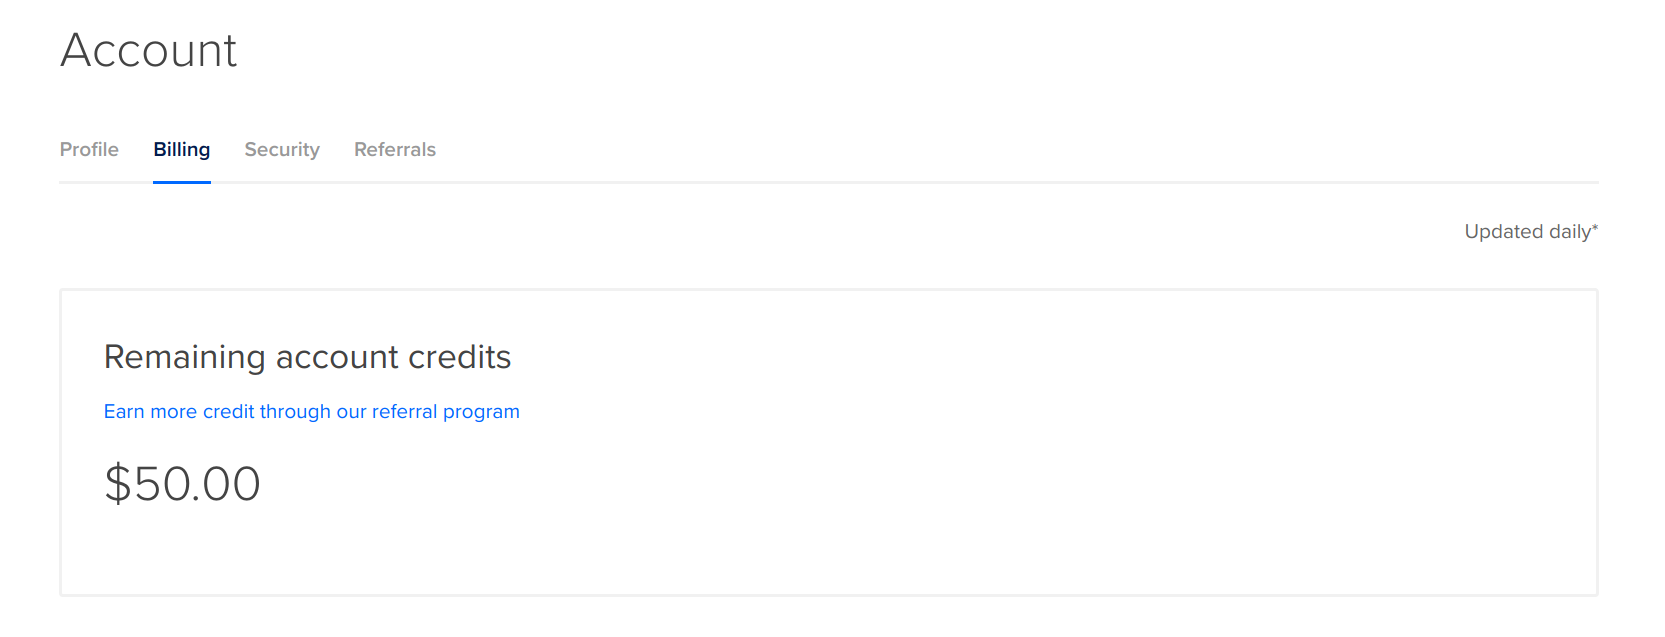 Account
Profile Billing Security Referrals
Updated daily*
Remaining account credits
Earn more credit through our referral program
$50.00